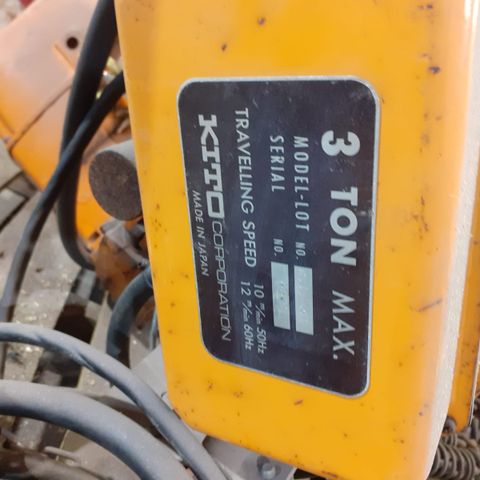 3 TON MAX.
MODEL-LOT NO.
SERIAL NO.
TRAVELLING SPEED 10 m/min 50Hz
12 m/min 60Hz
KITO CORPORATION
MADE IN JAPAN